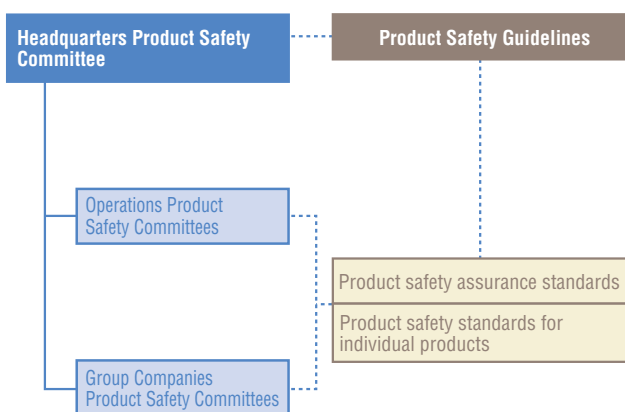 Headquarters Product Safety
Committee
Product Safety Guidelines
Operations Product
Safety Committees
Product safety assurance standards
Product safety standards for
individual products
Group Companies
Product Safety Committees